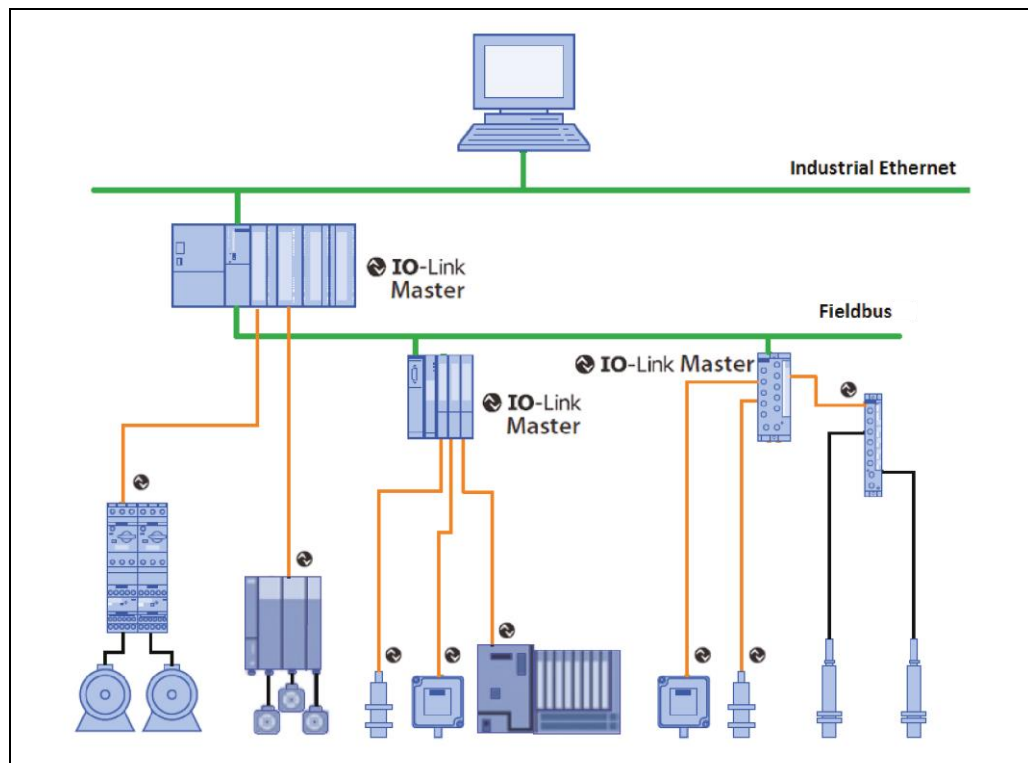 Industrial Ethernet
IO-Link
Master
Fieldbus
IO-Link Master
IO-Link
Master